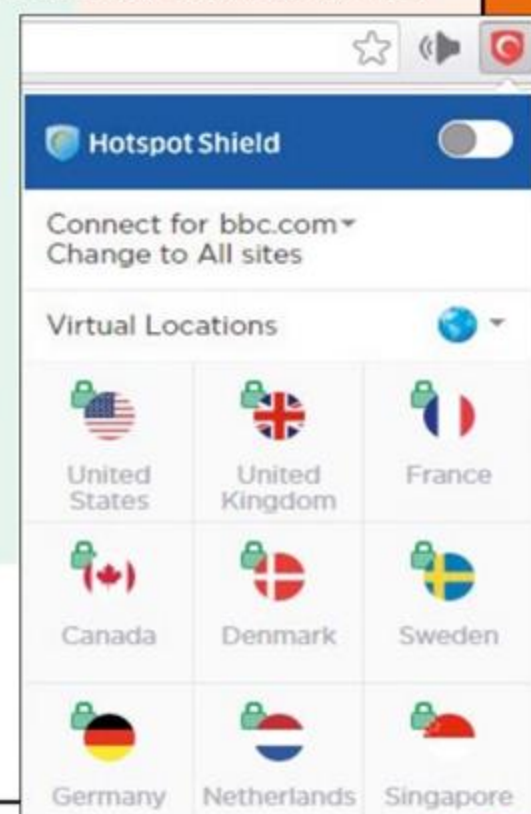 Hotspot Shield
Connect for bbc.com
Change to All sites
Virtual Locations
United States
United Kingdom
France
Canada
Denmark
Sweden
Germany
Netherlands
Singapore